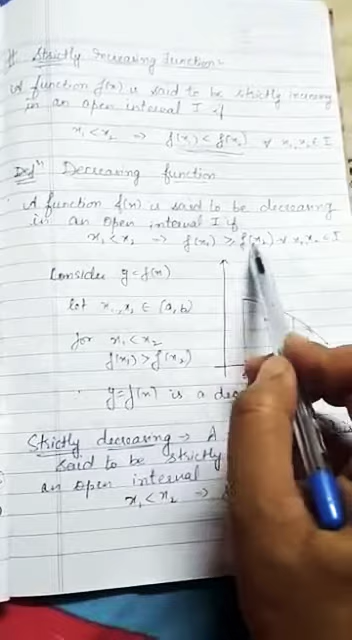 # Strictly Increasing Function:-
A function f(x) is said to be strictly increasing
in an open interval I if
x₁ < x₂ ⇒ f(x₁) < f(x₂) ∀ x₁, x₂ ∈ I
Defⁿ Decreasing function
A function f(x) is said to be decreasing
in an open interval I if
x₁ < x₂ ⇒ f(x₁) ≥ f(x₂) ∀ x₁, x₂ ∈ I
Consider y = f(x)
let x₁, x₂ ∈ (a, b)
for x₁ < x₂
f(x₁) > f(x₂)
y = f(x) is a
Strictly decreasing → A
said to be strictly
an open interval
x₁ < x₂ ⇒